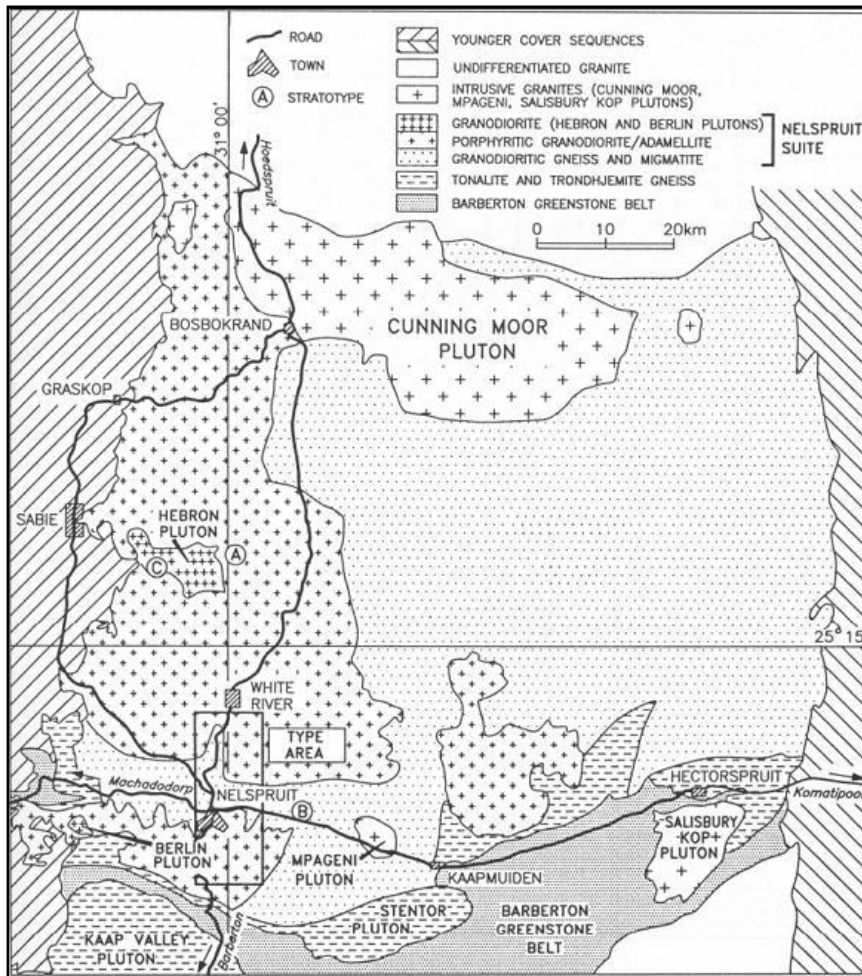 ROAD
TOWN
A STRATOTYPE
YOUNGER COVER SEQUENCES
UNDIFFERENTIATED GRANITE
INTRUSIVE GRANITES (CUNNING MOOR,
MPAGENI, SALISBURY KOP PLUTONS)
GRANODIORITE (HEBRON AND BERLIN PLUTONS)
PORPHYRITIC GRANODIORITE/ADAMELLITE
GRANODIORITIC GNEISS AND MIGMATITE
NELSPRUIT
SUITE
TONALITE AND TRONDHJEMITE GNEISS
BARBERTON GREENSTONE BELT
0 10 20km
31° 00'
Hoedspruit
BOSBOKRAND
CUNNING MOOR
PLUTON
GRASKOP
SABIE
HEBRON
PLUTON
A
C
25° 15'
WHITE
RIVER
TYPE
AREA
Machadodorp
NELSPRUIT
HECTORSPRUIT
Komatipoort
B
BERLIN
PLUTON
MPAGENI
PLUTON
SALISBURY
KOP
PLUTON
KAAPMUIDEN
STENTOR
PLUTON
BARBERTON
GREENSTONE
BELT
KAAP VALLEY
PLUTON
Barberton